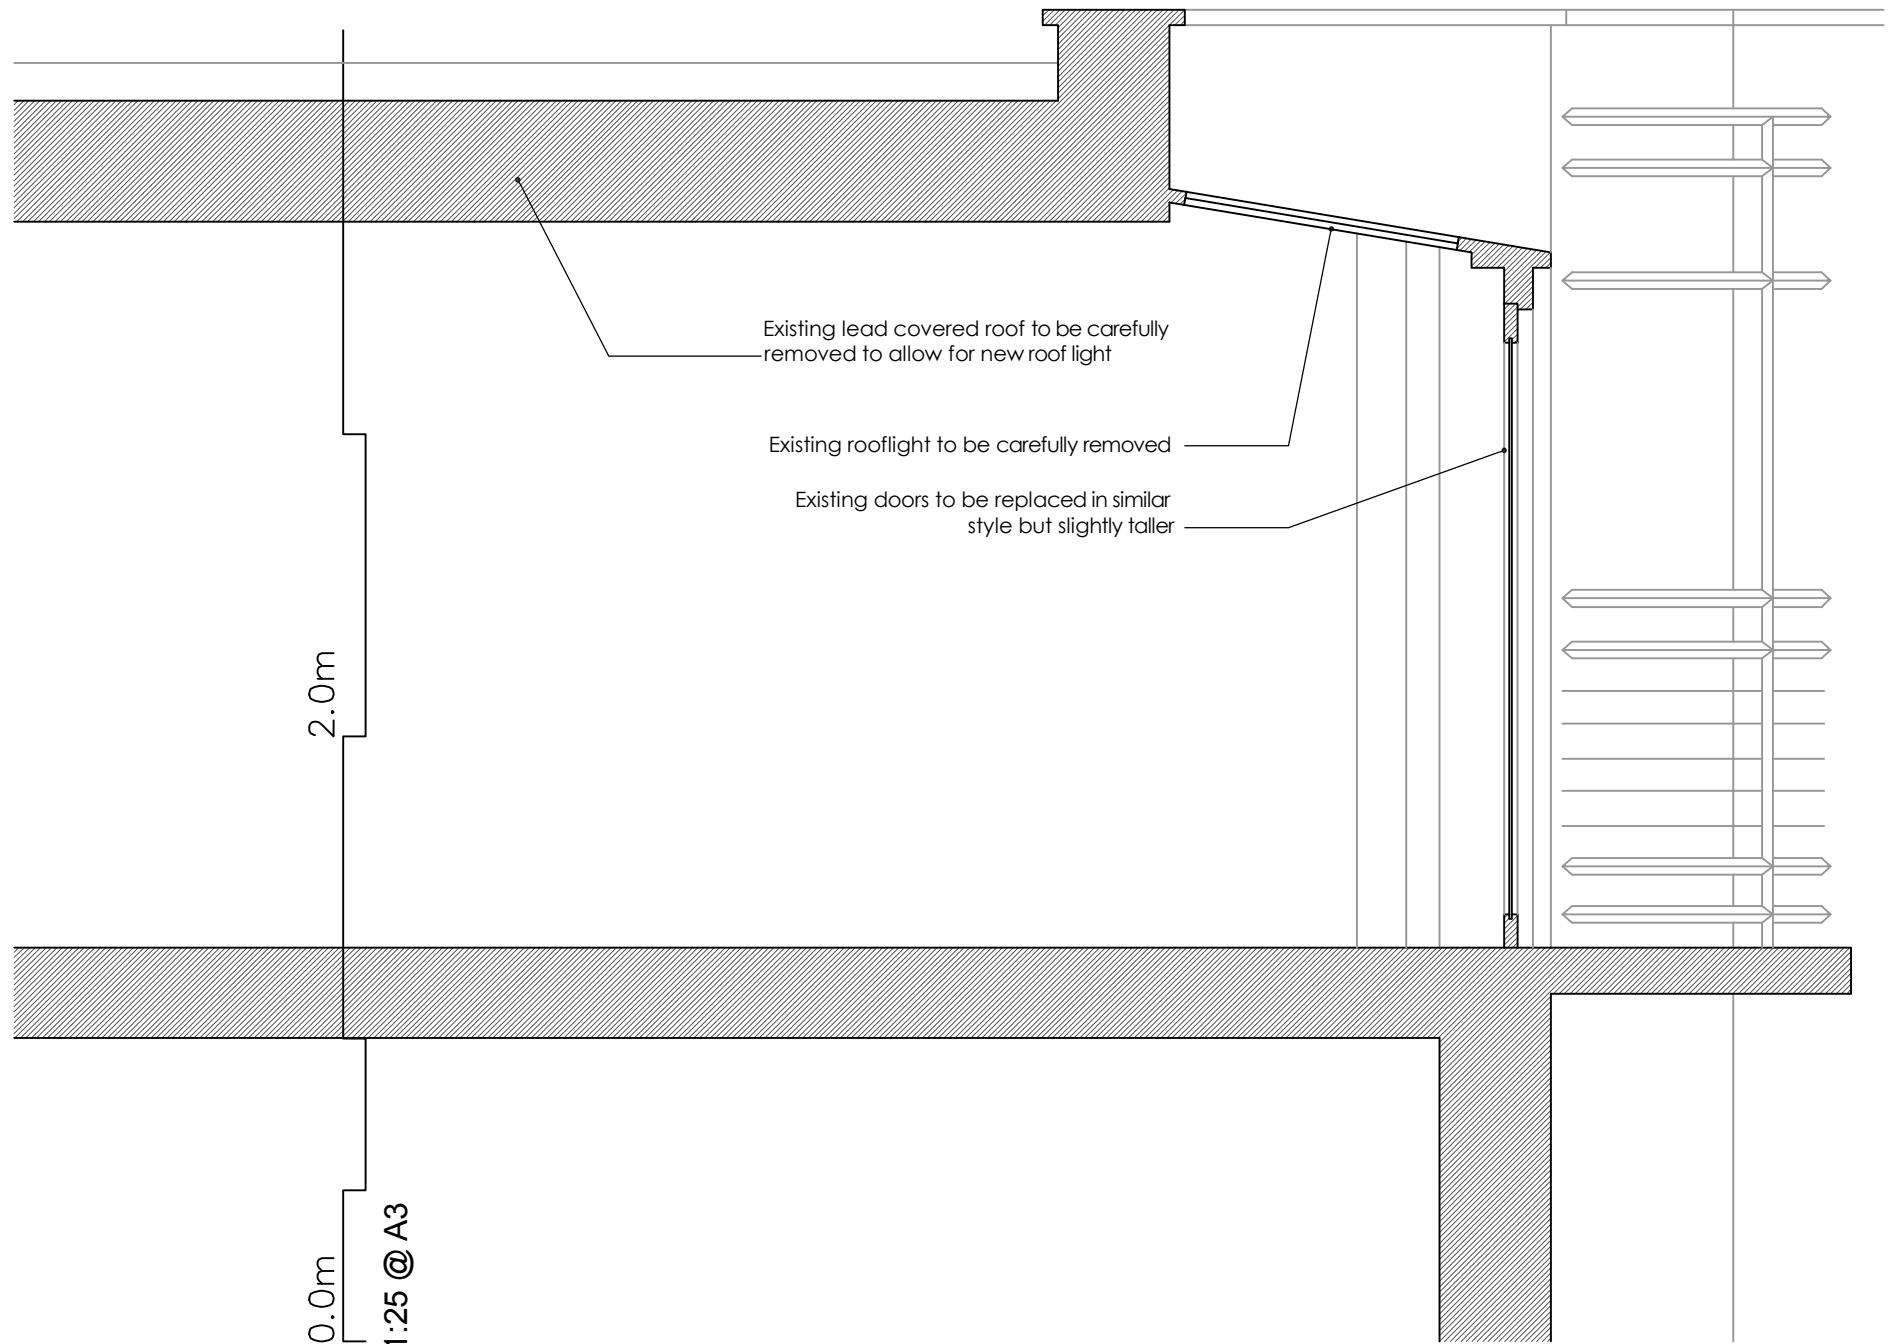 Existing lead covered roof to be carefully
removed to allow for new roof light
Existing rooflight to be carefully removed
Existing doors to be replaced in similar
style but slightly taller
2.0m
0.0m
1:25 @ A3